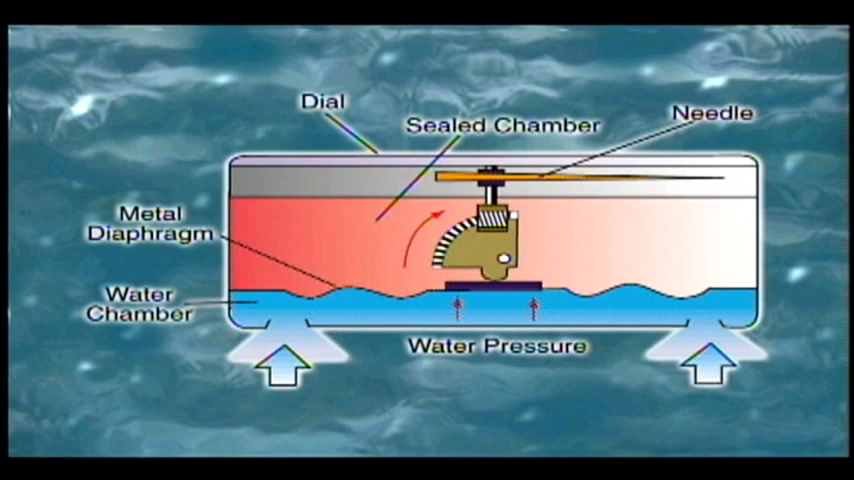 Dial
Sealed Chamber
Needle
Metal
Diaphragm
Water
Chamber
Water Pressure